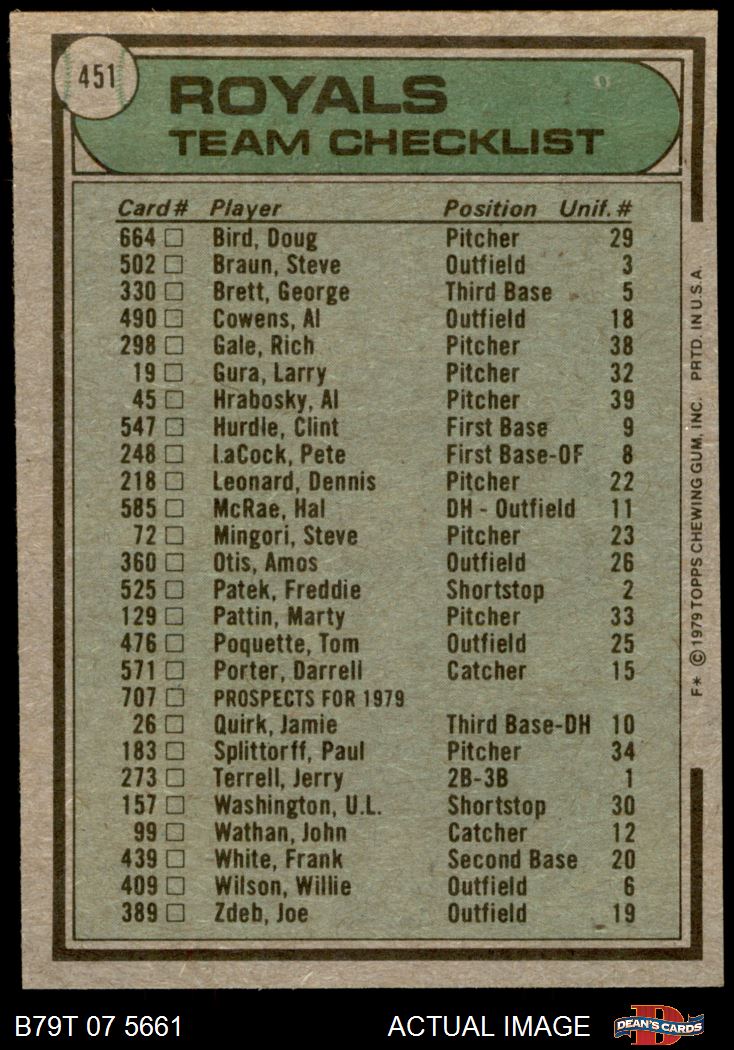 451
ROYALS
TEAM CHECKLIST
Card # Player Position Unif. #
664 Bird, Doug Pitcher 29
502 Braun, Steve Outfield 3
330 Brett, George Third Base 5
490 Cowens, Al Outfield 18
298 Gale, Rich Pitcher 38
19 Gura, Larry Pitcher 32
45 Hrabosky, Al Pitcher 39
547 Hurdle, Clint First Base 9
248 LaCock, Pete First Base-OF 8
218 Leonard, Dennis Pitcher 22
585 McRae, Hal DH - Outfield 11
72 Mingori, Steve Pitcher 23
360 Otis, Amos Outfield 26
525 Patek, Freddie Shortstop 2
129 Pattin, Marty Pitcher 33
476 Poquette, Tom Outfield 25
571 Porter, Darrell Catcher 15
707 PROSPECTS FOR 1979
26 Quirk, Jamie Third Base-DH 10
183 Splittorff, Paul Pitcher 34
273 Terrell, Jerry 2B-3B 1
157 Washington, U.L. Shortstop 30
99 Wathan, John Catcher 12
439 White, Frank Second Base 20
409 Wilson, Willie Outfield 6
389 Zdeb, Joe Outfield 19
F* © 1979 TOPPS CHEWING GUM, INC. PRTD. IN U.S.A.
B79T 07 5661 ACTUAL IMAGE
D
DEAN'S CARDS